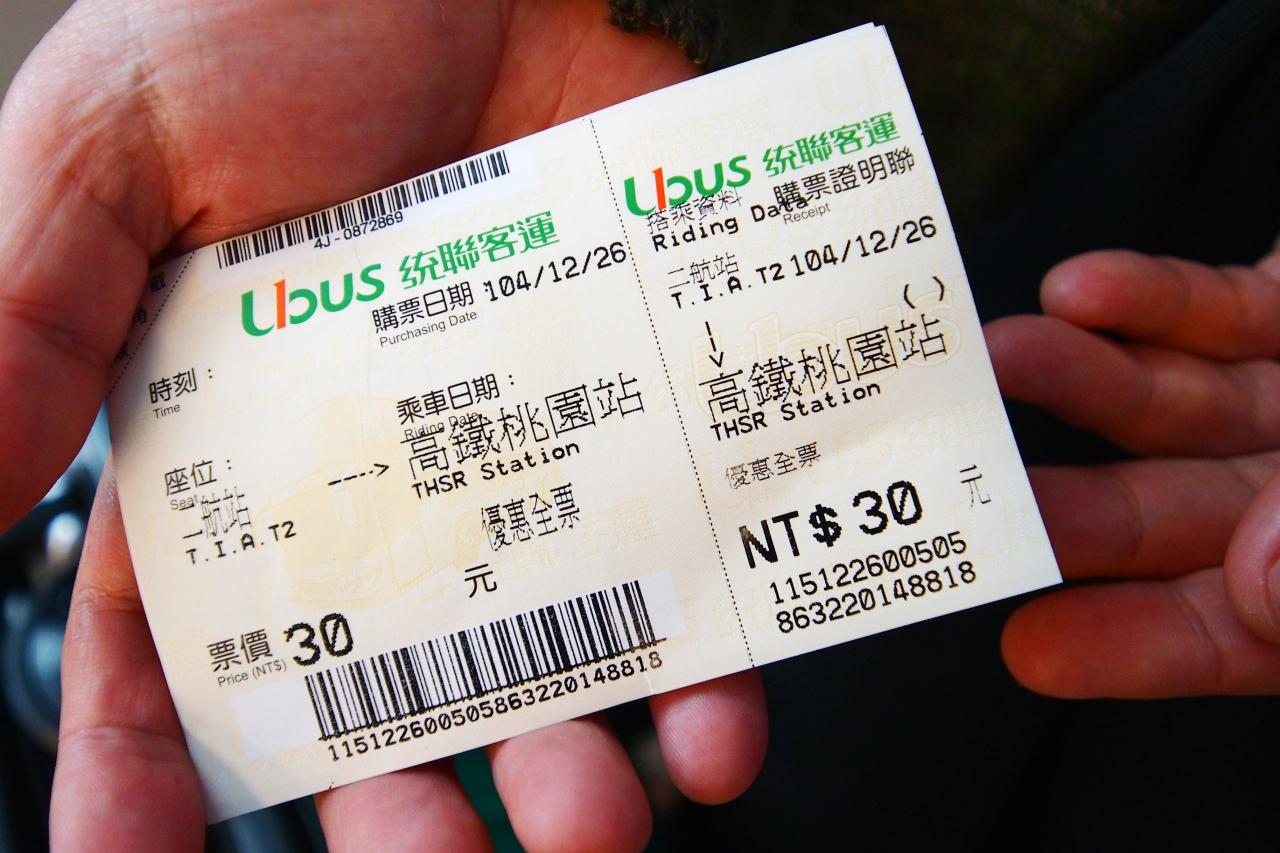 4J-0872869
Ubus 統聯客運
購票日期 104/12/26
Purchasing Date
時刻：
Time
乘車日期：
Riding Date
高鐵桃園站
THSR Station
座位：
Seat
二航站
T.I.A.T2
---->
優惠全票
元
票價 30
Price (NT$)
115122600505863220148818
Ubus 統聯客運
搭乘資料 購票證明聯
Riding Data Receipt
二航站
T.I.A.T2 104/12/26
( )
高鐵桃園站
THSR Station
優惠全票
NT$30 元
115122600505
863220148818